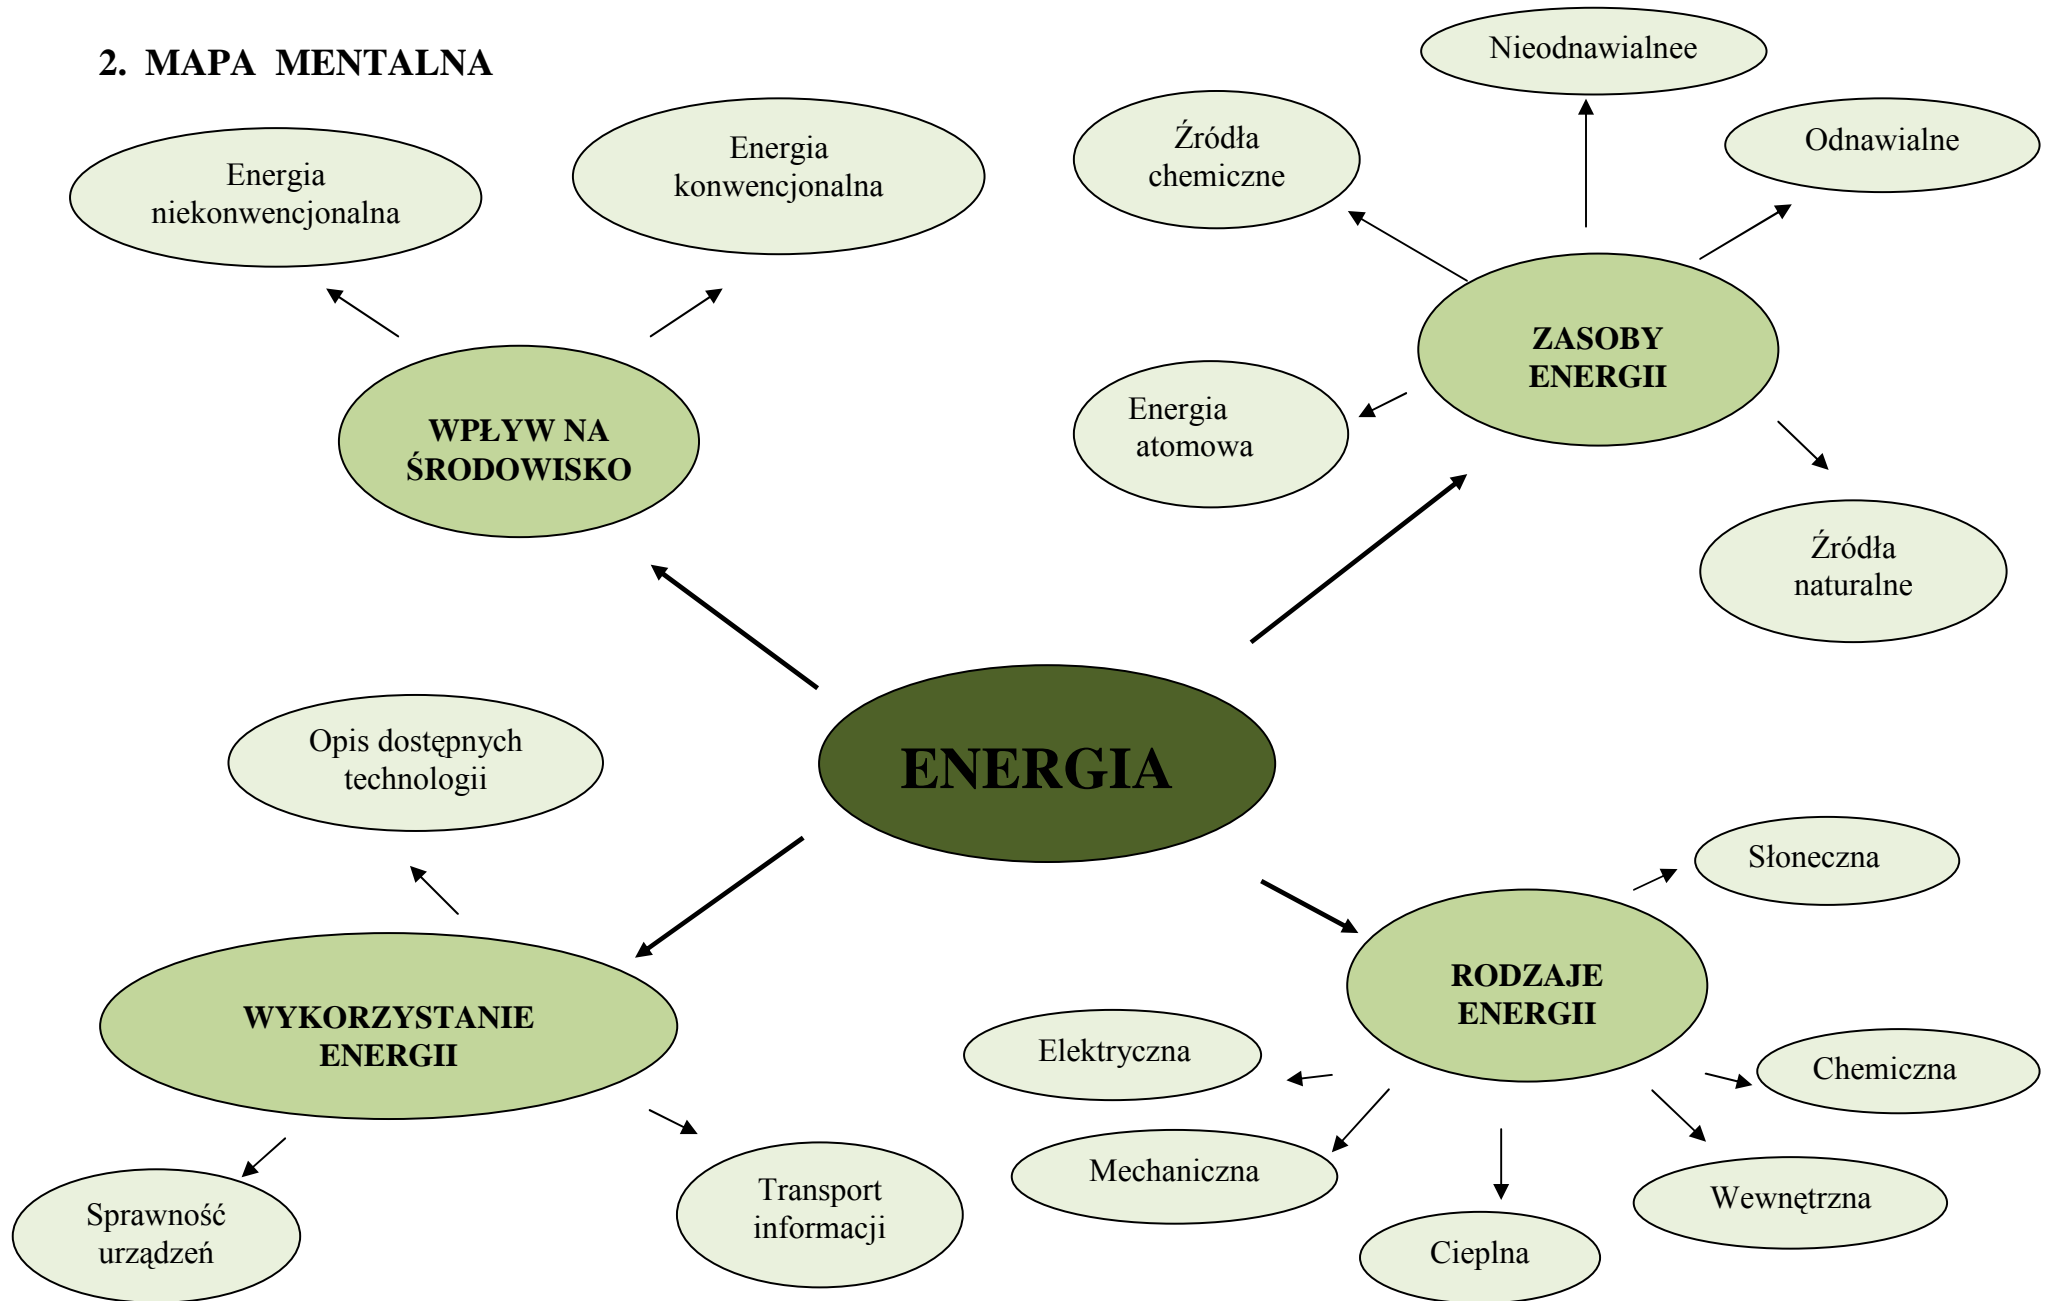 2. MAPA MENTALNA
Nieodnawialnee
Energia
niekonwencjonalna
Energia
konwencjonalna
Źródła
chemiczne
Odnawialne
WPŁYW NA
ŚRODOWISKO
ZASOBY
ENERGII
Energia
atomowa
Źródła
naturalne
ENERGIA
Opis dostępnych
technologii
WYKORZYSTANIE
ENERGII
Sprawność
urządzeń
Transport
informacji
RODZAJE
ENERGII
Słoneczna
Elektryczna
Chemiczna
Mechaniczna
Wewnętrzna
Cieplna